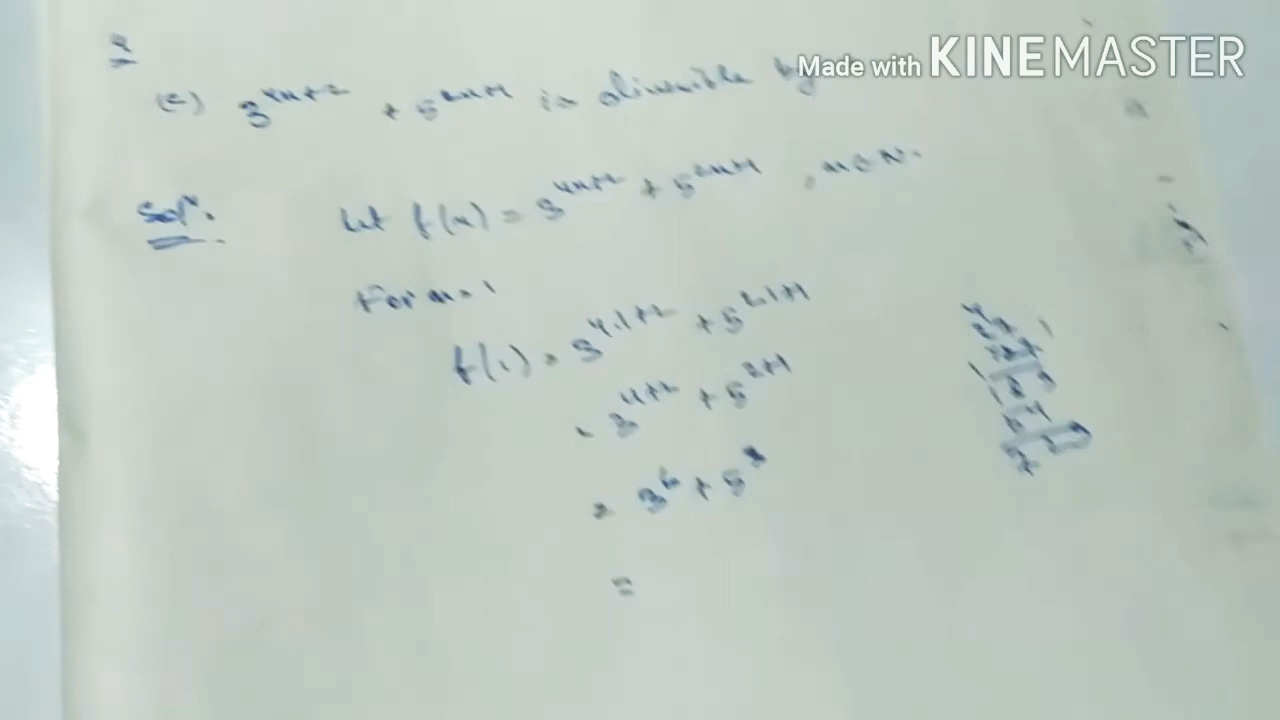 Made with KINEMASTER
(c) 3^{4n+2} + 5^{2n+1} is divisible by
Solⁿ. Let f(n) = 3^{4n+2} + 5^{2n+1}, n∈N.
For n=1
f(1) = 3^{4.1+2} + 5^{2.1+1}
= 3^{4+2} + 5^{2+1}
= 3^6 + 5^3
=